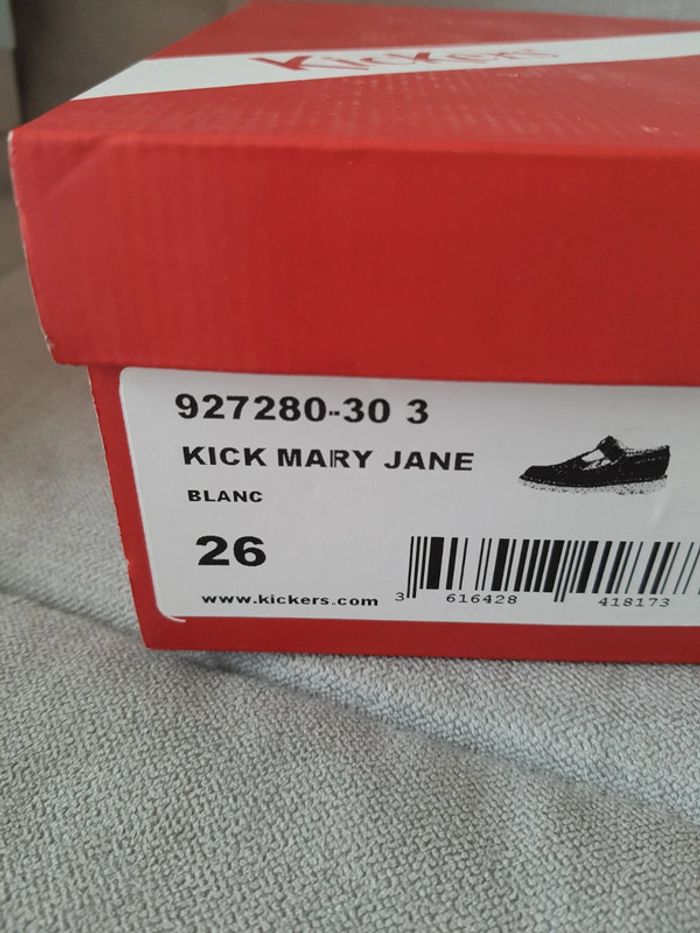 Kickers
927280-30 3
KICK MARY JANE
BLANC
26
www.kickers.com
3 616428 418173